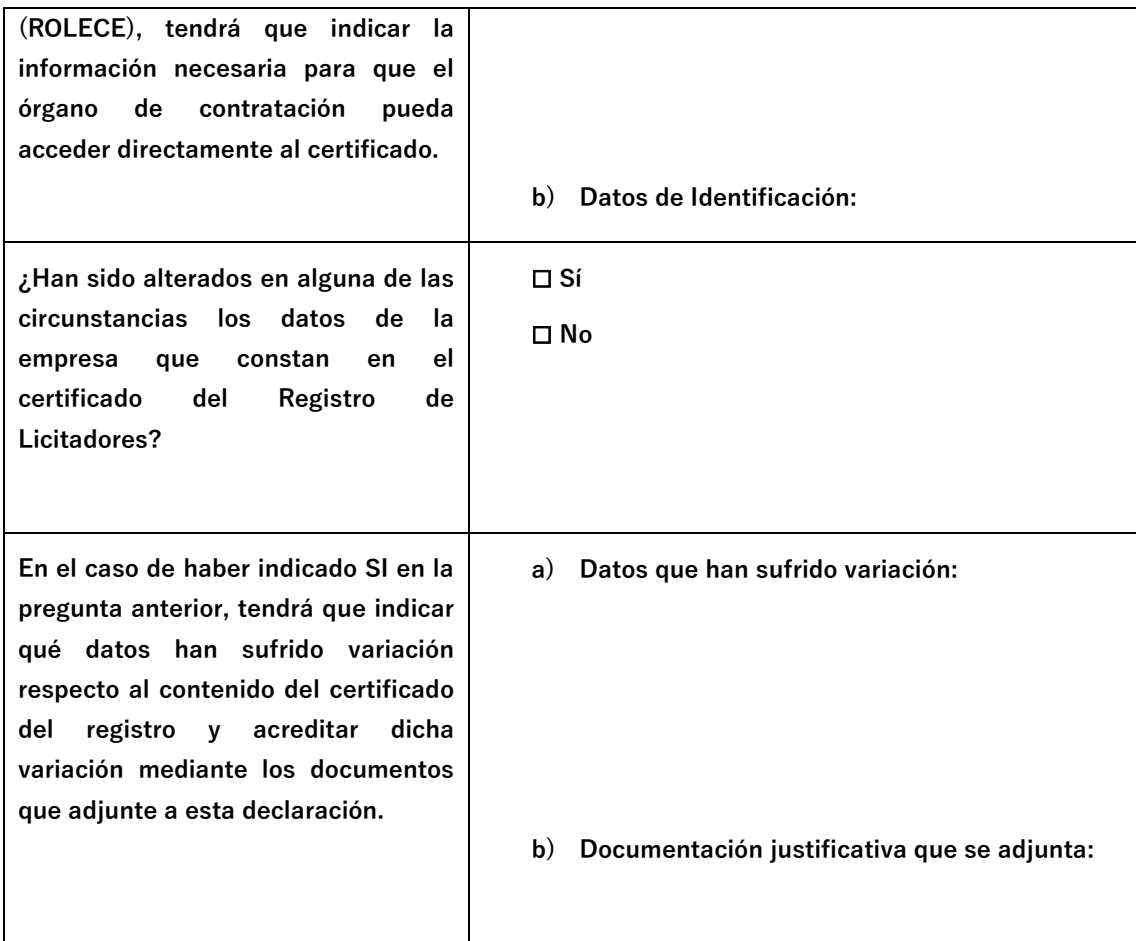 (ROLECE), tendrá que indicar la
información necesaria para que el
órgano de contratación pueda
acceder directamente al certificado.
b) Datos de Identificación:
¿Han sido alterados en alguna de las
circunstancias los datos de la
empresa que constan en el
certificado del Registro de
Licitadores?
☐ Sí
☐ No
En el caso de haber indicado SI en la
pregunta anterior, tendrá que indicar
qué datos han sufrido variación
respecto al contenido del certificado
del registro y acreditar dicha
variación mediante los documentos
que adjunte a esta declaración.
a) Datos que han sufrido variación:
b) Documentación justificativa que se adjunta: